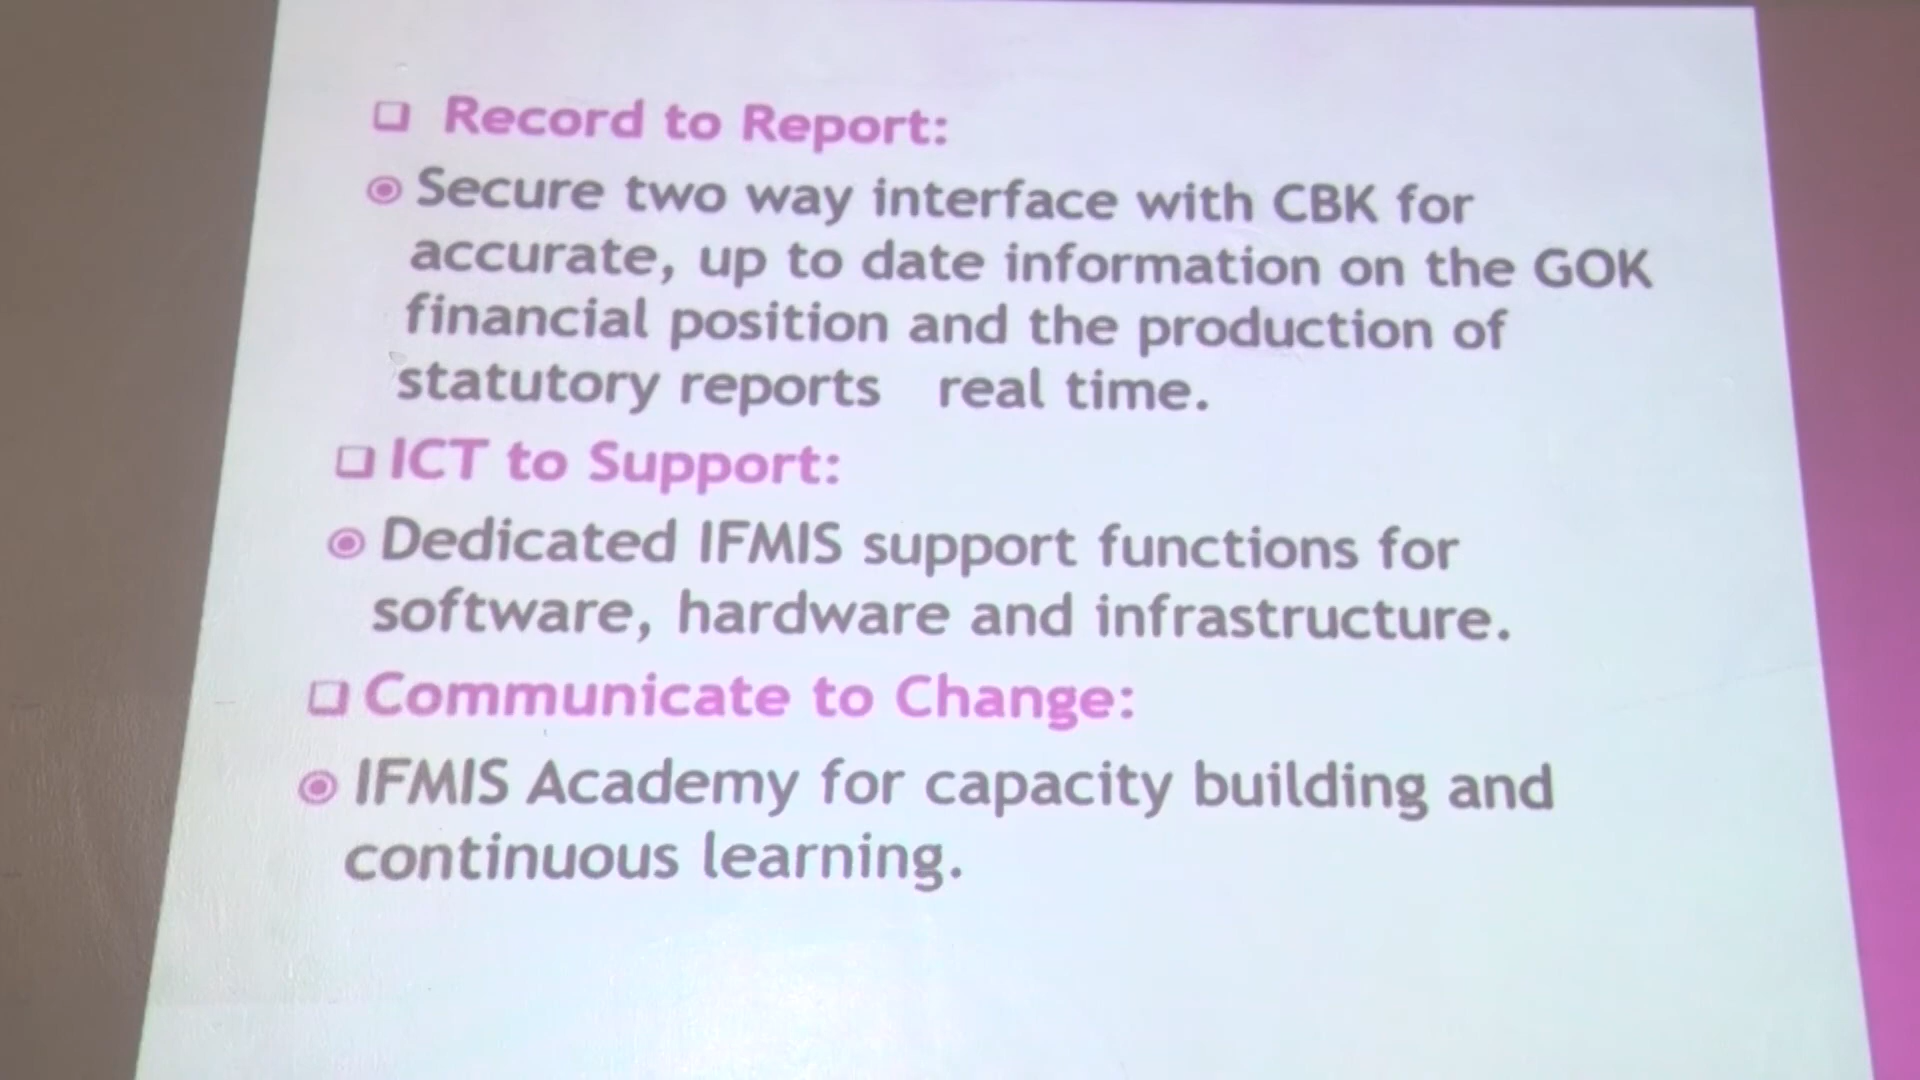 ❑ Record to Report:
Secure two way interface with CBK for
accurate, up to date information on the GOK
financial position and the production of
statutory reports real time.
❑ ICT to Support:
Dedicated IFMIS support functions for
software, hardware and infrastructure.
❑ Communicate to Change:
IFMIS Academy for capacity building and
continuous learning.